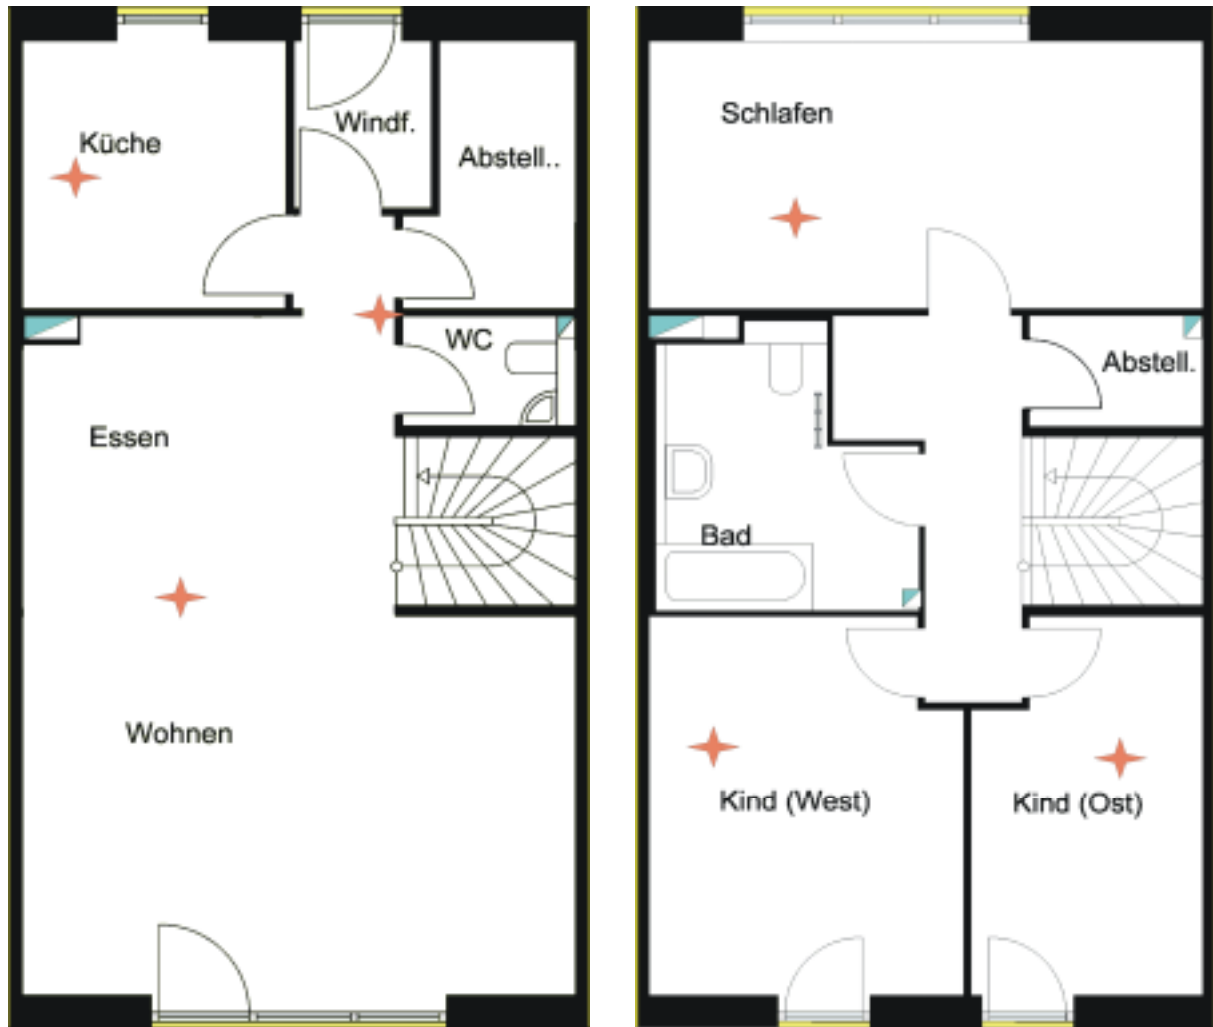 Küche
Windf.
Abstell..
WC
Essen
Wohnen
Schlafen
Abstell.
Bad
Kind (West)
Kind (Ost)